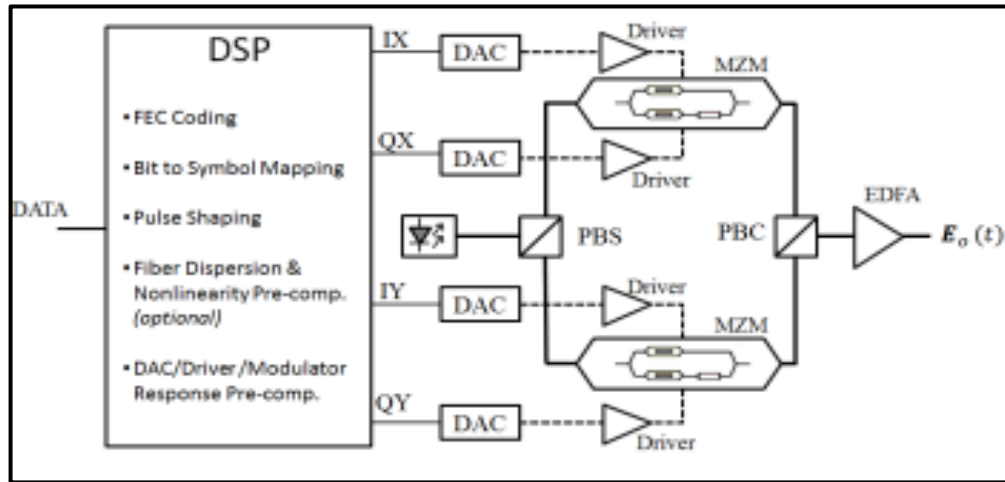 DSP
• FEC Coding
• Bit to Symbol Mapping
• Pulse Shaping
• Fiber Dispersion &
Nonlinearity Pre-comp.
(optional)
• DAC/Driver/Modulator
Response Pre-comp.
DATA
IX
DAC
Driver
MZM
QX
DAC
Driver
PBS
PBC
EDFA
E₀ (t)
IY
DAC
Driver
MZM
QY
DAC
Driver